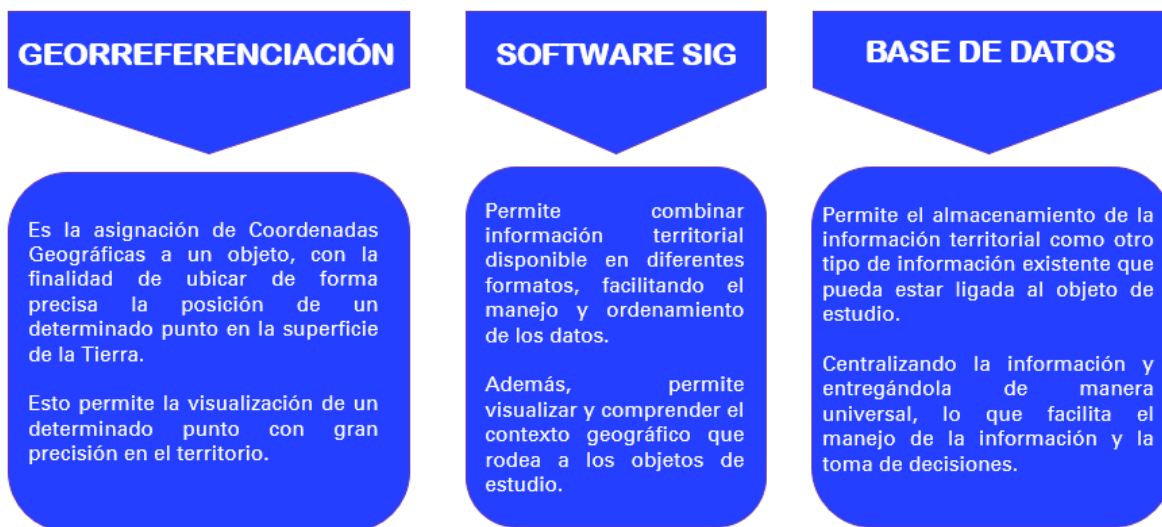 GEORREFERENCIACIÓN
Es la asignación de Coordenadas
Geográficas a un objeto, con la
finalidad de ubicar de forma
precisa la posición de un
determinado punto en la superficie
de la Tierra.
Esto permite la visualización de un
determinado punto con gran
precisión en el territorio.
SOFTWARE SIG
Permite combinar
información territorial
disponible en diferentes
formatos, facilitando el
manejo y ordenamiento
de los datos.
Además, permite
visualizar y comprender el
contexto geográfico que
rodea a los objetos de
estudio.
BASE DE DATOS
Permite el almacenamiento de la
información territorial como otro
tipo de información existente que
pueda estar ligada al objeto de
estudio.
Centralizando la información y
entregándola de manera
universal, lo que facilita el
manejo de la información y la
toma de decisiones.